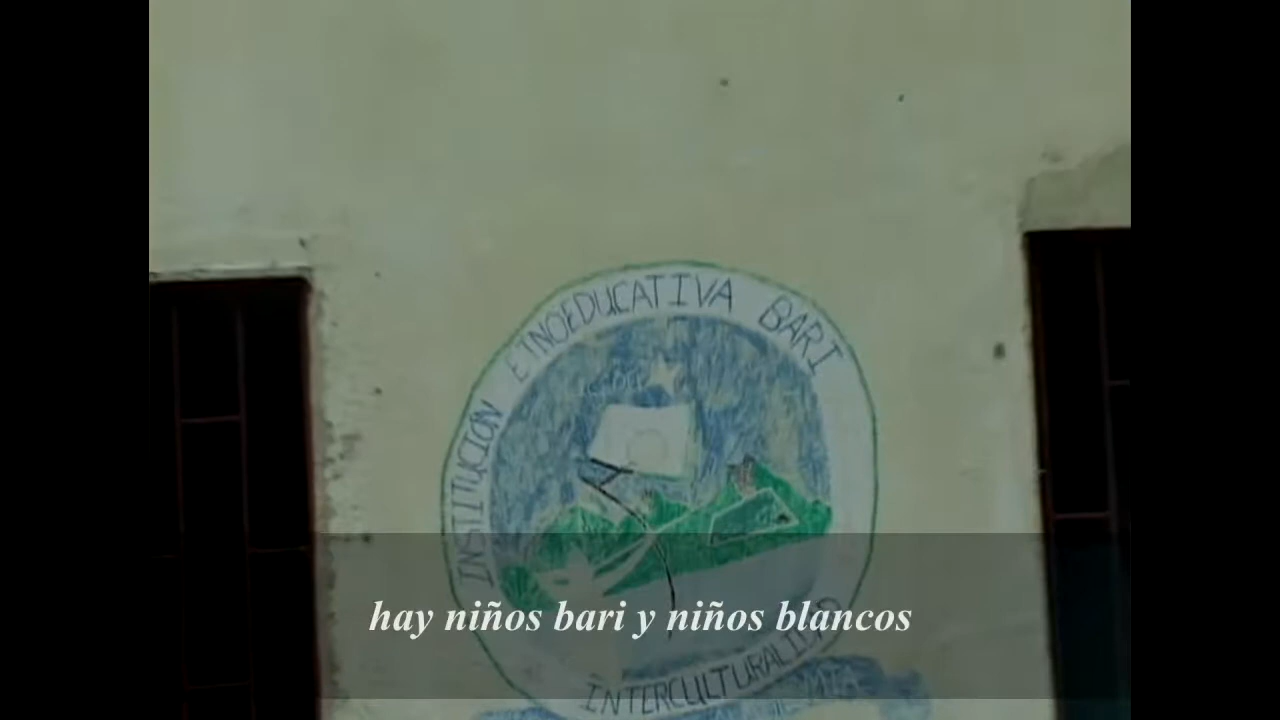 INSTITUCIÓN ETNOEDUCATIVA BARI
hay niños bari y niños blancos
INTERCULTURALIDAD